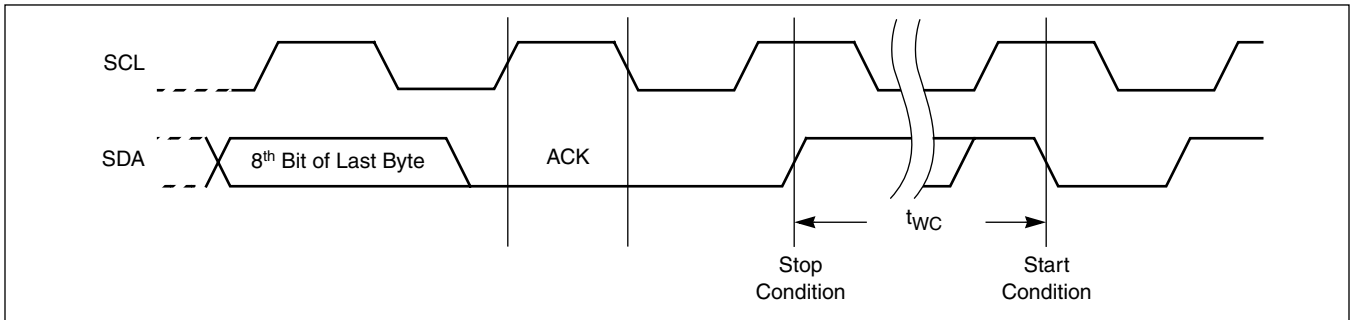 SCL
SDA
8th Bit of Last Byte
ACK
tWC
Stop
Condition
Start
Condition